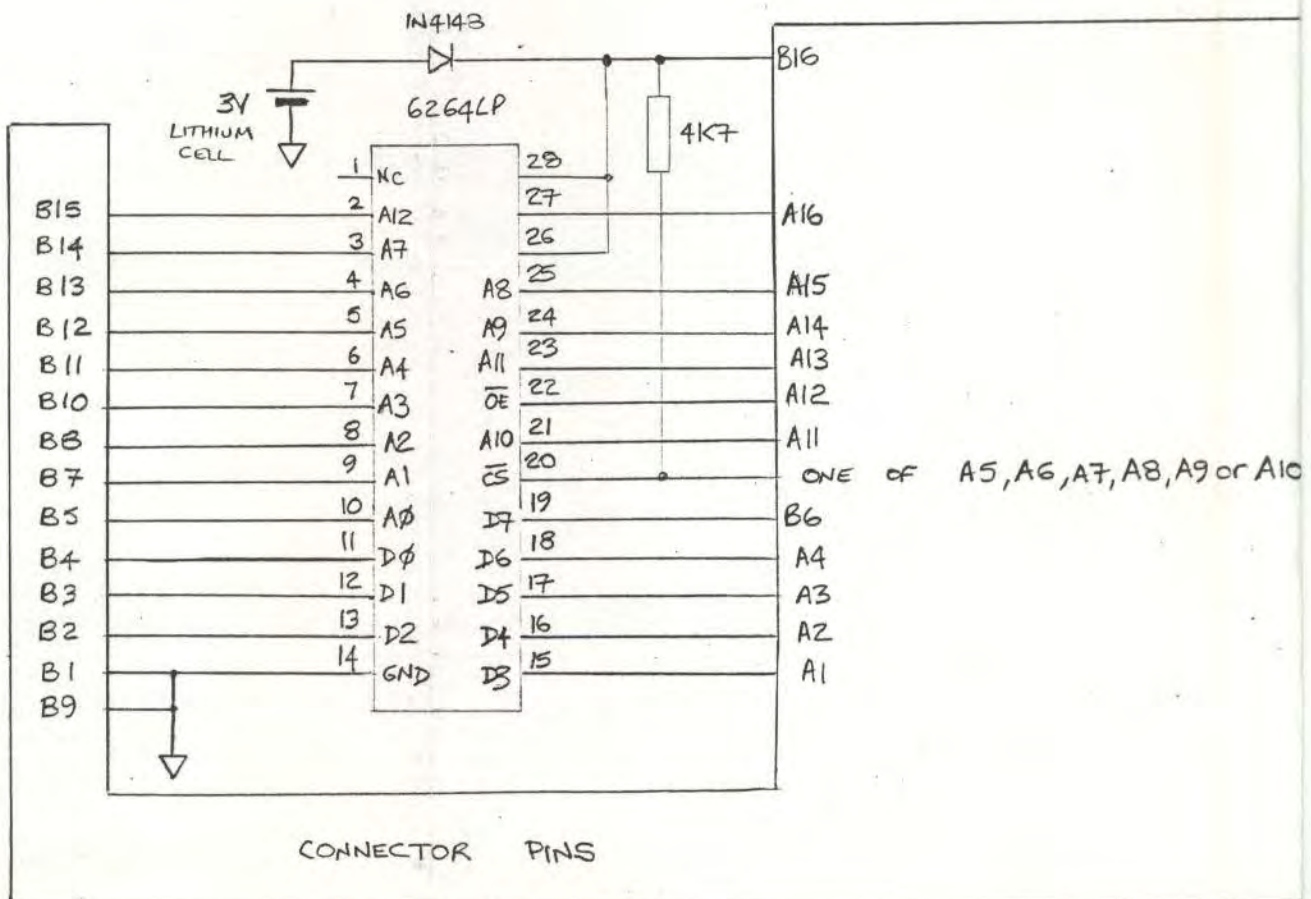 1N4148
B16
3V
LITHIUM
CELL
6264LP
4K7
1 NC 28
B15 2 A12 27 A16
B14 3 A7 26
B13 4 A6 A8 25 A15
B12 5 A5 A9 24 A14
B11 6 A4 A11 23 A13
B10 7 A3 OE 22 A12
B8 8 A2 A10 21 A11
B7 9 A1 CS 20 ONE OF A5, A6, A7, A8, A9 or A10
B5 10 AØ D7 19 B6
B4 11 DØ D6 18 A4
B3 12 D1 D5 17 A3
B2 13 D2 D4 16 A2
B1 14 GND D3 15 A1
B9
CONNECTOR PINS